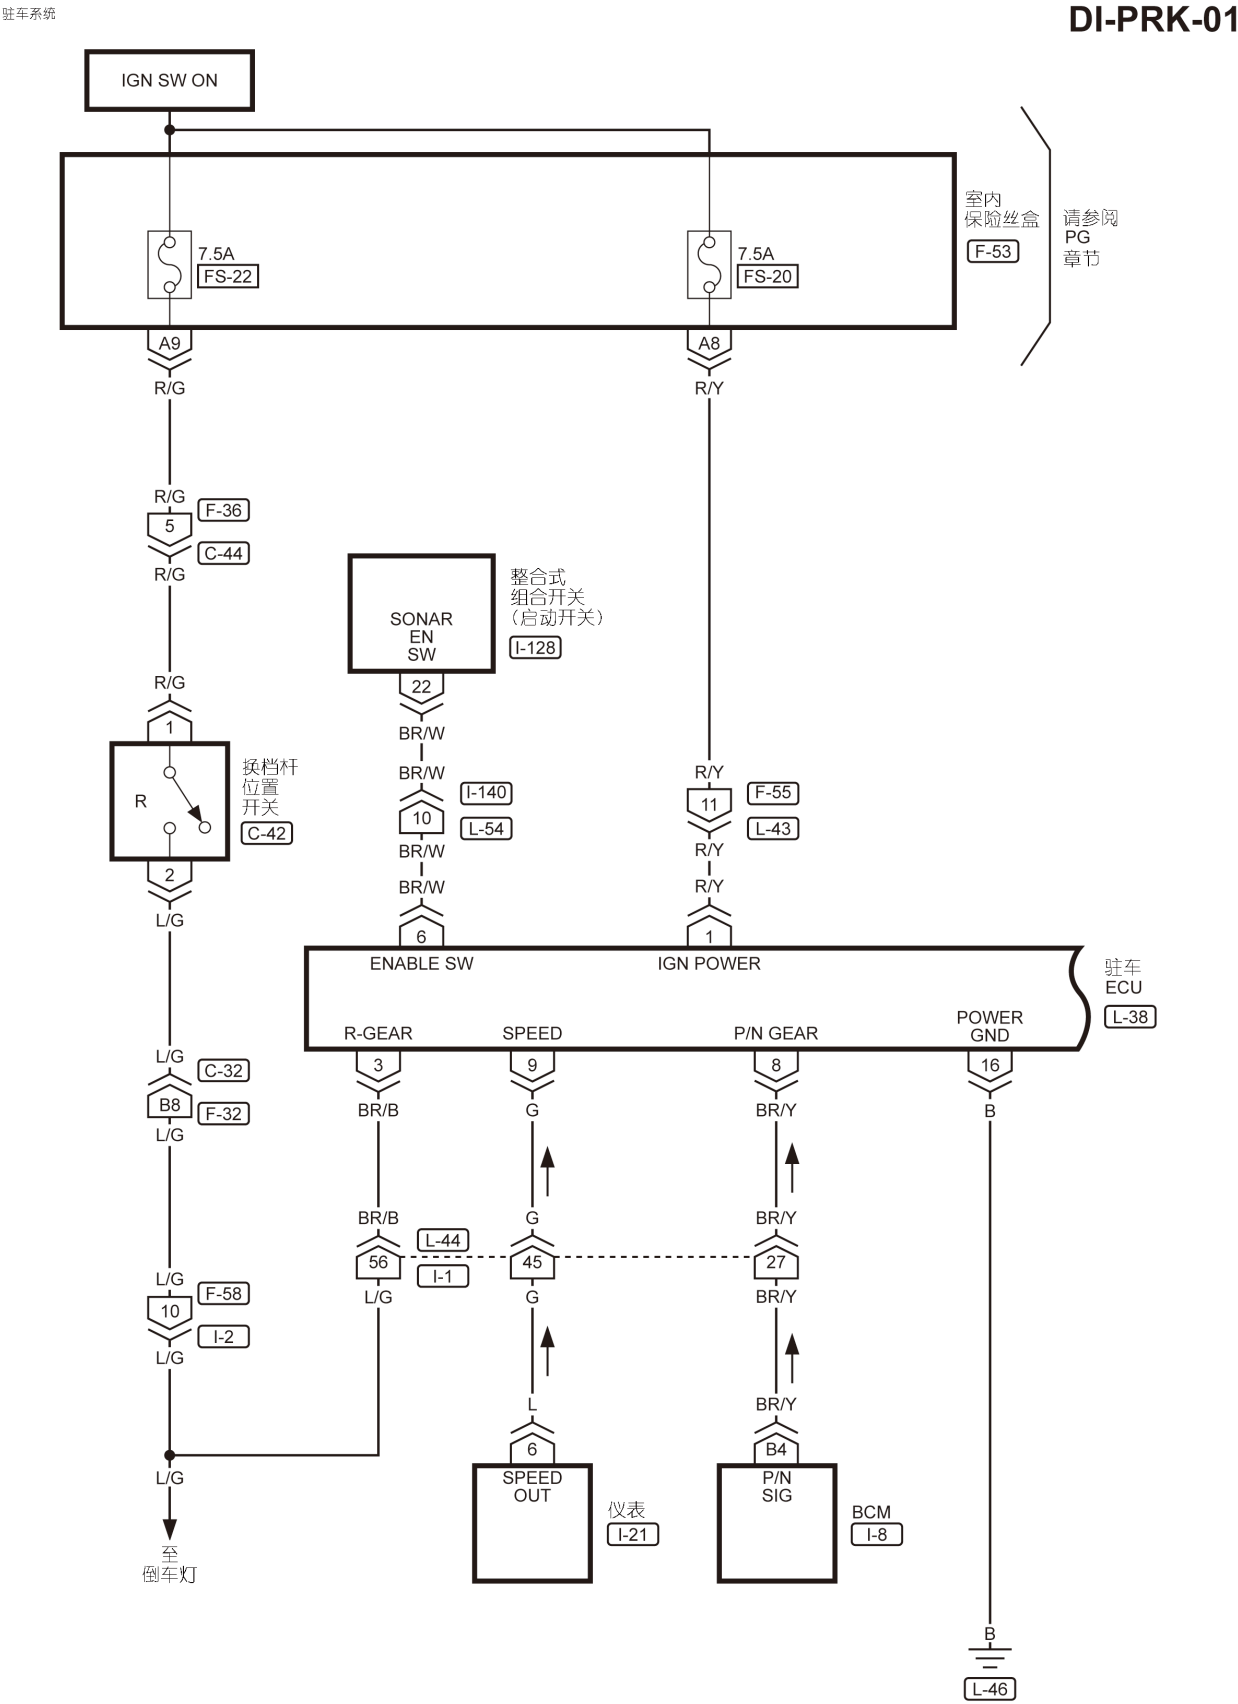 驻车系统
DI-PRK-01
IGN SW ON
室内
保险丝盒
F-53
请参阅
PG
章节
7.5A
FS-22
7.5A
FS-20
A9
A8
R/G
R/Y
R/G
F-36
5
C-44
R/G
SONAR
EN
SW
整合式
组合开关
（启动开关）
I-128
R/G
22
1
BR/W
R
换档杆
位置
开关
C-42
BR/W
I-140
10
L-54
BR/W
BR/W
R/Y
F-55
11
L-43
R/Y
R/Y
2
L/G
6
1
ENABLE SW
IGN POWER
驻车
ECU
L-38
R-GEAR
SPEED
P/N GEAR
POWER
GND
3
9
8
16
L/G
C-32
B8
F-32
L/G
BR/B
G
BR/Y
B
BR/B
G
BR/Y
L-44
56
45
27
I-1
L/G
G
BR/Y
L/G
F-58
10
I-2
L/G
L
BR/Y
6
B4
L/G
SPEED
OUT
仪表
I-21
P/N
SIG
BCM
I-8
至
倒车灯
B
L-46